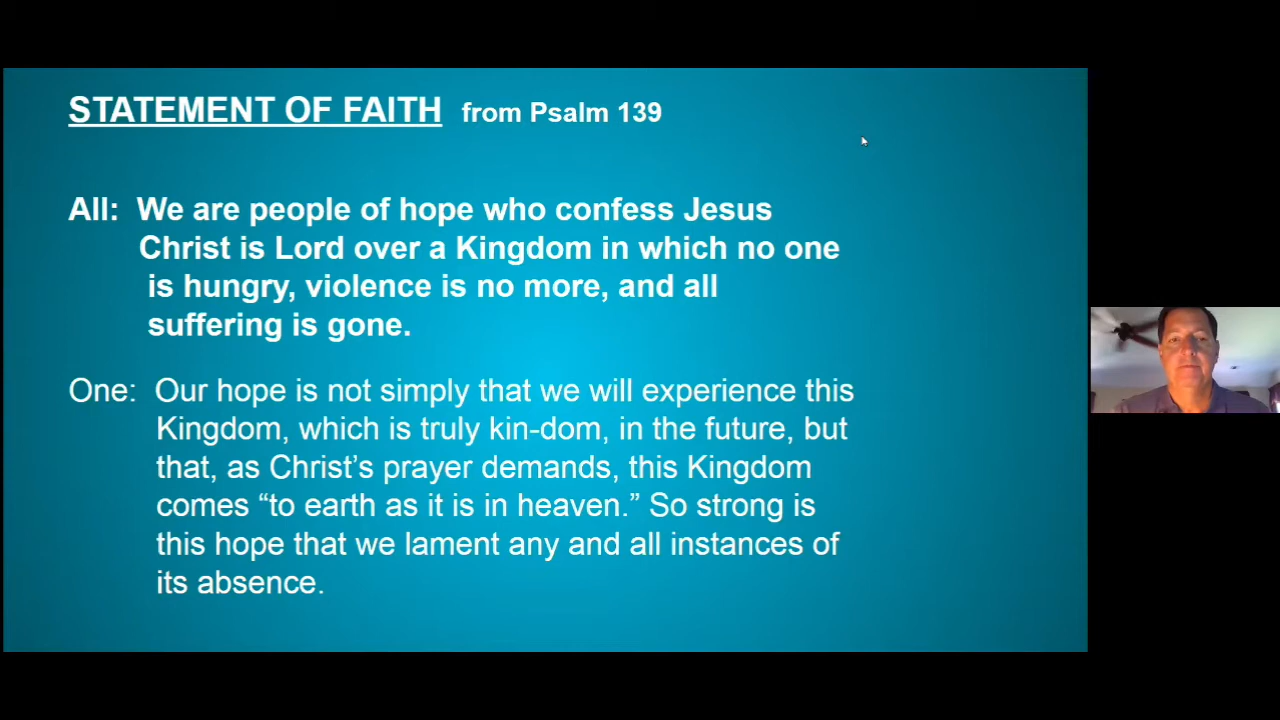 STATEMENT OF FAITH from Psalm 139
All: We are people of hope who confess Jesus
Christ is Lord over a Kingdom in which no one
is hungry, violence is no more, and all
suffering is gone.
One: Our hope is not simply that we will experience this
Kingdom, which is truly kin-dom, in the future, but
that, as Christ’s prayer demands, this Kingdom
comes “to earth as it is in heaven.” So strong is
this hope that we lament any and all instances of
its absence.